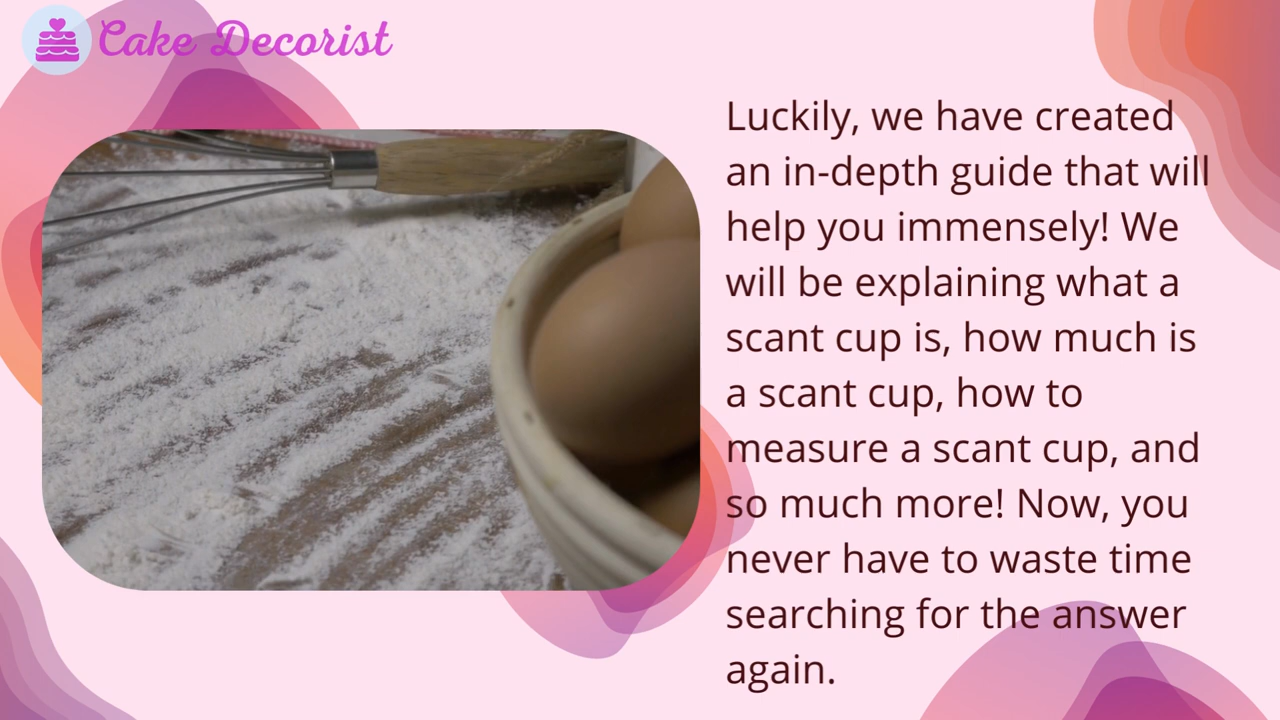 Cake Decorist
Luckily, we have created
an in-depth guide that will
help you immensely! We
will be explaining what a
scant cup is, how much is
a scant cup, how to
measure a scant cup, and
so much more! Now, you
never have to waste time
searching for the answer
again.